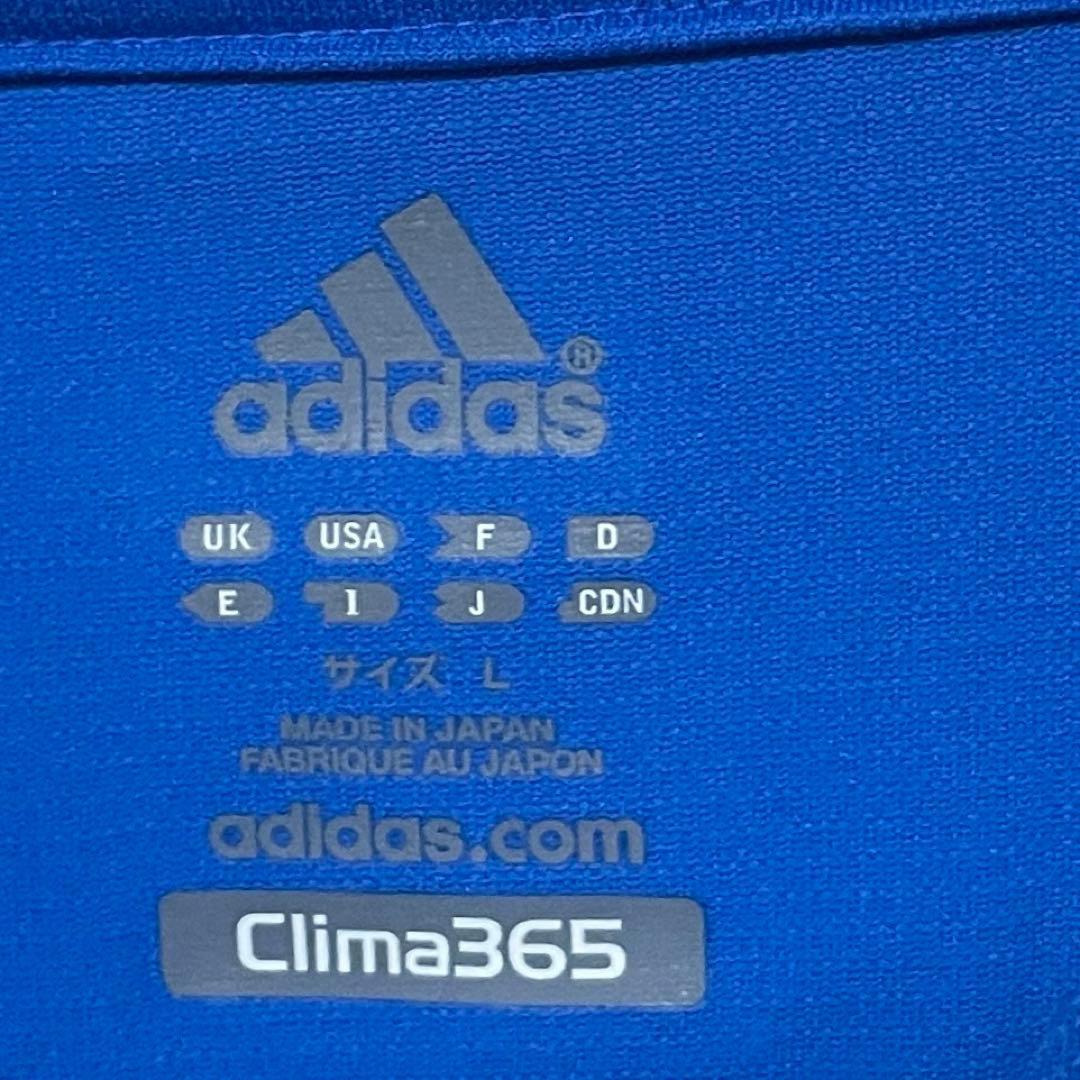 adidas®
UK USA F D
E I J CDN
サイズ L
MADE IN JAPAN
FABRIQUE AU JAPON
adidas.com
Clima365